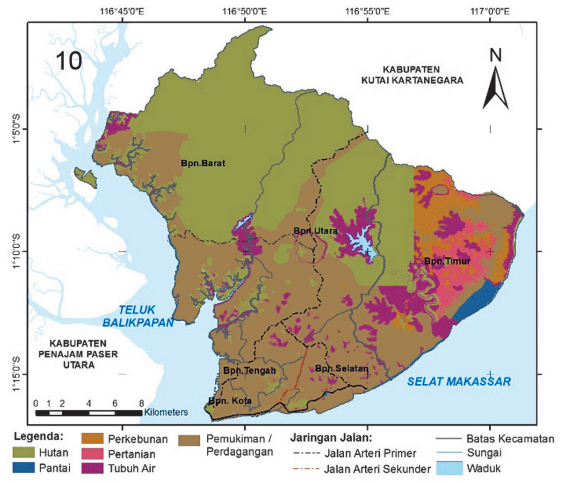 116°45'0"E 116°50'0"E 116°55'0"E 117°0'0"E
10
N
KABUPATEN
KUTAI KARTANEGARA
1°5'0"S
Bpn.Barat
Bpn.Utara
1°10'0"S
Bpn.Timur
TELUK
BALIKPAPAN
KABUPATEN
PENAJAM PASER
UTARA
1°15'0"S
Bpn.Tengah
Bpn.Selatan
SELAT MAKASSAR
Bpn. Kota
0 2 4 6 8
Kilometers
Legenda:
Hutan
Pantai
Perkebunan
Pertanian
Tubuh Air
Pemukiman /
Perdagangan
Jaringan Jalan:
Jalan Arteri Primer
Jalan Arteri Sekunder
Batas Kecamatan
Sungai
Waduk